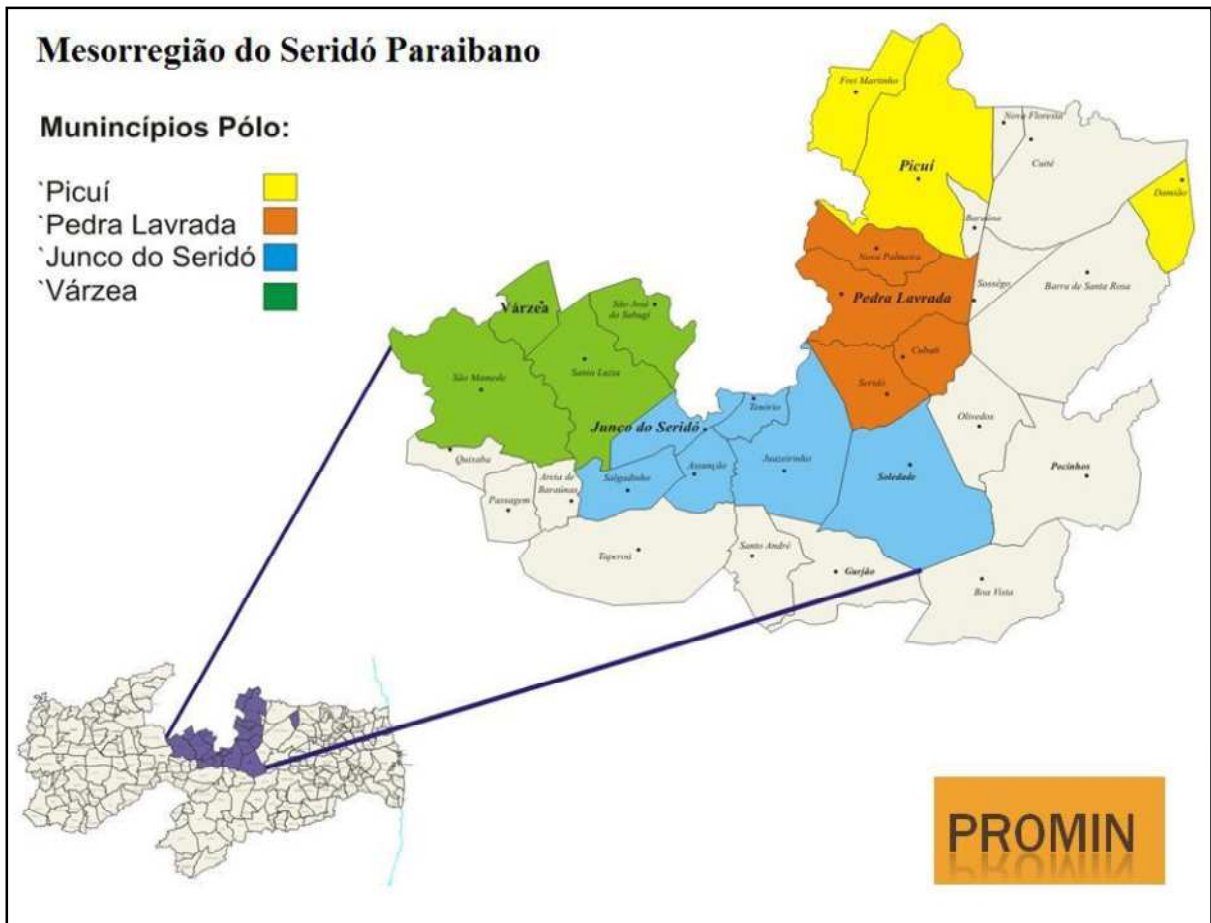 Mesorregião do Seridó Paraibano
Munincípios Pólo:
`Picuí
`Pedra Lavrada
`Junco do Seridó
`Várzea
Frei Martinho
Picuí
Nova Floresta
Cuité
Damião
Baraúna
Nova Palmeira
Sossêgo
Barra de Santa Rosa
Pedra Lavrada
Várzea
São José
do Sabugi
Cubati
Santa Luzia
São Mamede
Seridó
Tenório
Olivedos
Junco do Seridó
Quixaba
Areia de
Baraúnas
Salgadinho
Assunção
Juazeirinho
Soledade
Pocinhos
Passagem
Taperoá
Santo André
Gurjão
Boa Vista
PROMIN